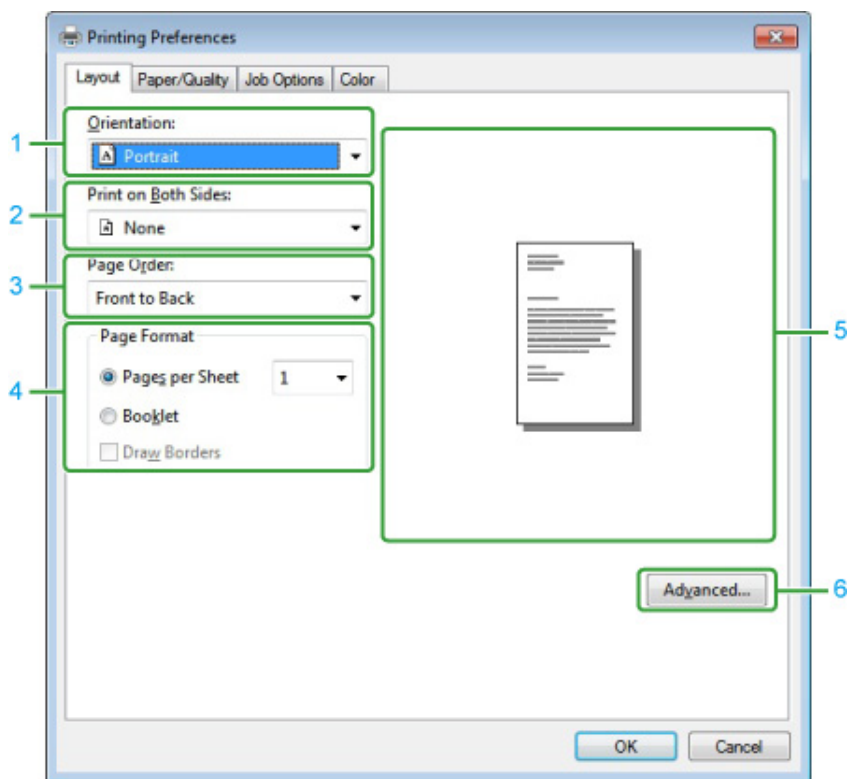 Printing Preferences
Layout Paper/Quality Job Options Color
1 Orientation:
Portrait
2 Print on Both Sides:
None
3 Page Order:
Front to Back
4 Page Format
Pages per Sheet 1
Booklet
Draw Borders
5
Advanced... 6
OK Cancel